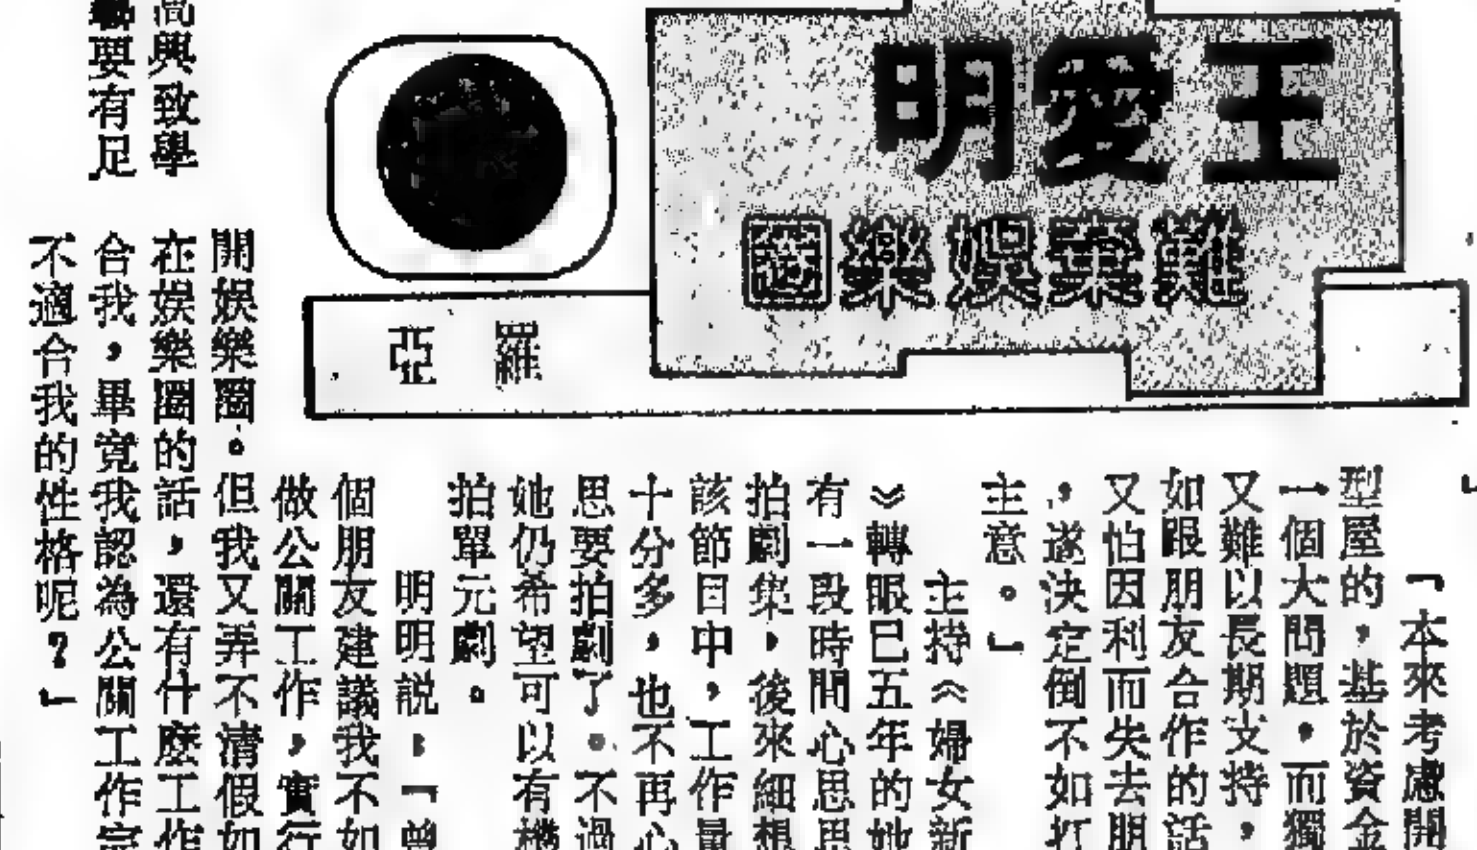 王愛明
難棄娛樂圈
羅亞
「本來考慮開
型屋的，基於資金
一個大問題，而獨
又難以長期支持，
如跟朋友合作的話
又怕因利而失去朋
，遂決定倒不如打
主意。」
主持《婦女新
》轉眼已五年的她
有一段時間心思思
拍劇集，後來細想
該節目中，工作量
十分多，也不再心
思要拍劇了。不過
她仍希望可以有機
拍單元劇。
明明説，「曾
個朋友建議我不如
做公關工作，實行
開娛樂圈。但我又弄不清假如
在娛樂圈的話，還有什麼工作
合我，畢竟我認為公關工作完
不適合我的性格呢？」
高興致學
要有足